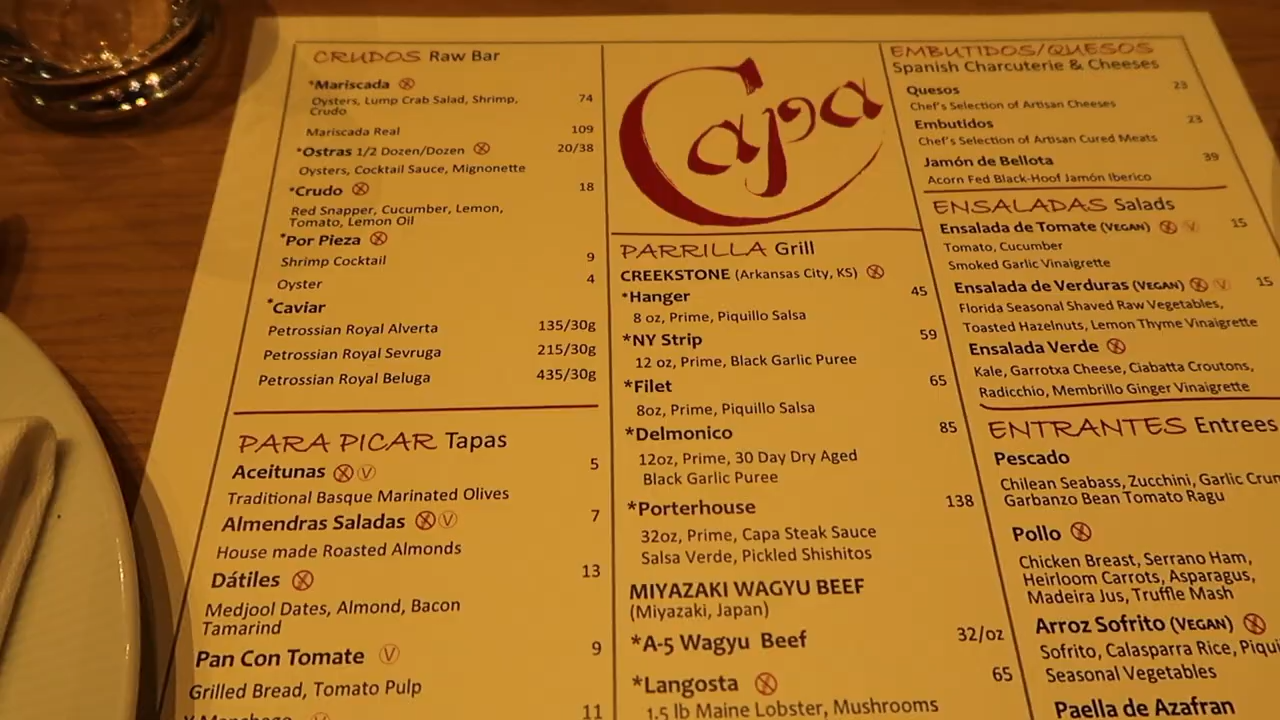 CRUDOS Raw Bar
*Mariscada
Oysters, Lump Crab Salad, Shrimp, 74
Crudo
Mariscada Real 109
*Ostras 1/2 Dozen/Dozen 20/38
Oysters, Cocktail Sauce, Mignonette
*Crudo 18
Red Snapper, Cucumber, Lemon,
Tomato, Lemon Oil
*Por Pieza
Shrimp Cocktail 9
Oyster 4
*Caviar
Petrossian Royal Alverta 135/30g
Petrossian Royal Sevruga 215/30g
Petrossian Royal Beluga 435/30g
PARA PICAR Tapas
Aceitunas V 5
Traditional Basque Marinated Olives
Almendras Saladas V 7
House made Roasted Almonds
Dátiles 13
Medjool Dates, Almond, Bacon
Tamarind
Pan Con Tomate V 9
Grilled Bread, Tomato Pulp
Y Manchego V 11
Capa
PARRILLA Grill
CREEKSTONE (Arkansas City, KS)
*Hanger 45
8 oz, Prime, Piquillo Salsa
*NY Strip 59
12 oz, Prime, Black Garlic Puree
*Filet 65
8oz, Prime, Piquillo Salsa
*Delmonico 85
12oz, Prime, 30 Day Dry Aged
Black Garlic Puree
*Porterhouse 138
32oz, Prime, Capa Steak Sauce
Salsa Verde, Pickled Shishitos
MIYAZAKI WAGYU BEEF
(Miyazaki, Japan)
*A-5 Wagyu Beef 32/oz
*Langosta 65
1.5 lb Maine Lobster, Mushrooms
EMBUTIDOS/QUESOS
Spanish Charcuterie & Cheeses
Quesos 23
Chef's Selection of Artisan Cheeses
Embutidos 23
Chef's Selection of Artisan Cured Meats
Jamón de Bellota 39
Acorn Fed Black-Hoof Jamón Iberico
ENSALADAS Salads
Ensalada de Tomate (VEGAN) V 15
Tomato, Cucumber
Smoked Garlic Vinaigrette
Ensalada de Verduras (VEGAN) V 15
Florida Seasonal Shaved Raw Vegetables,
Toasted Hazelnuts, Lemon Thyme Vinaigrette
Ensalada Verde
Kale, Garrotxa Cheese, Ciabatta Croutons,
Radicchio, Membrillo Ginger Vinaigrette
ENTRANTES Entrees
Pescado
Chilean Seabass, Zucchini, Garlic Crum
Garbanzo Bean Tomato Ragu
Pollo
Chicken Breast, Serrano Ham,
Heirloom Carrots, Asparagus,
Madeira Jus, Truffle Mash
Arroz Sofrito (VEGAN)
Sofrito, Calasparra Rice, Piqui
Seasonal Vegetables
Paella de Azafran